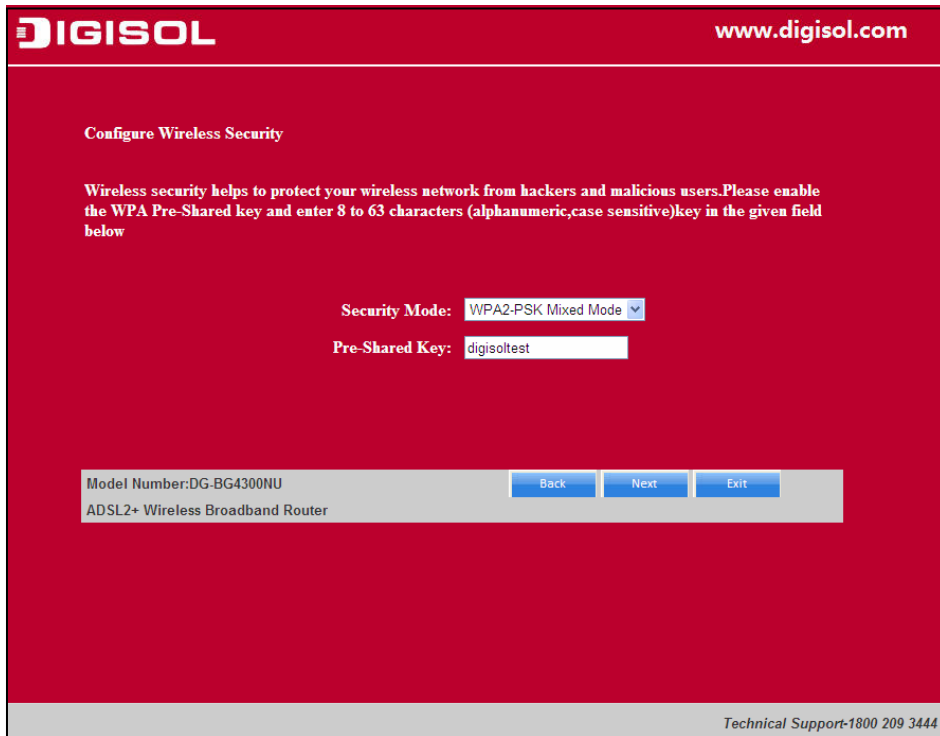 DIGISOL
www.digisol.com
Configure Wireless Security
Wireless security helps to protect your wireless network from hackers and malicious users.Please enable
the WPA Pre-Shared key and enter 8 to 63 characters (alphanumeric,case sensitive)key in the given field
below
Security Mode: WPA2-PSK Mixed Mode
Pre-Shared Key: digisoltest
Model Number:DG-BG4300NU
Back Next Exit
ADSL2+ Wireless Broadband Router
Technical Support-1800 209 3444